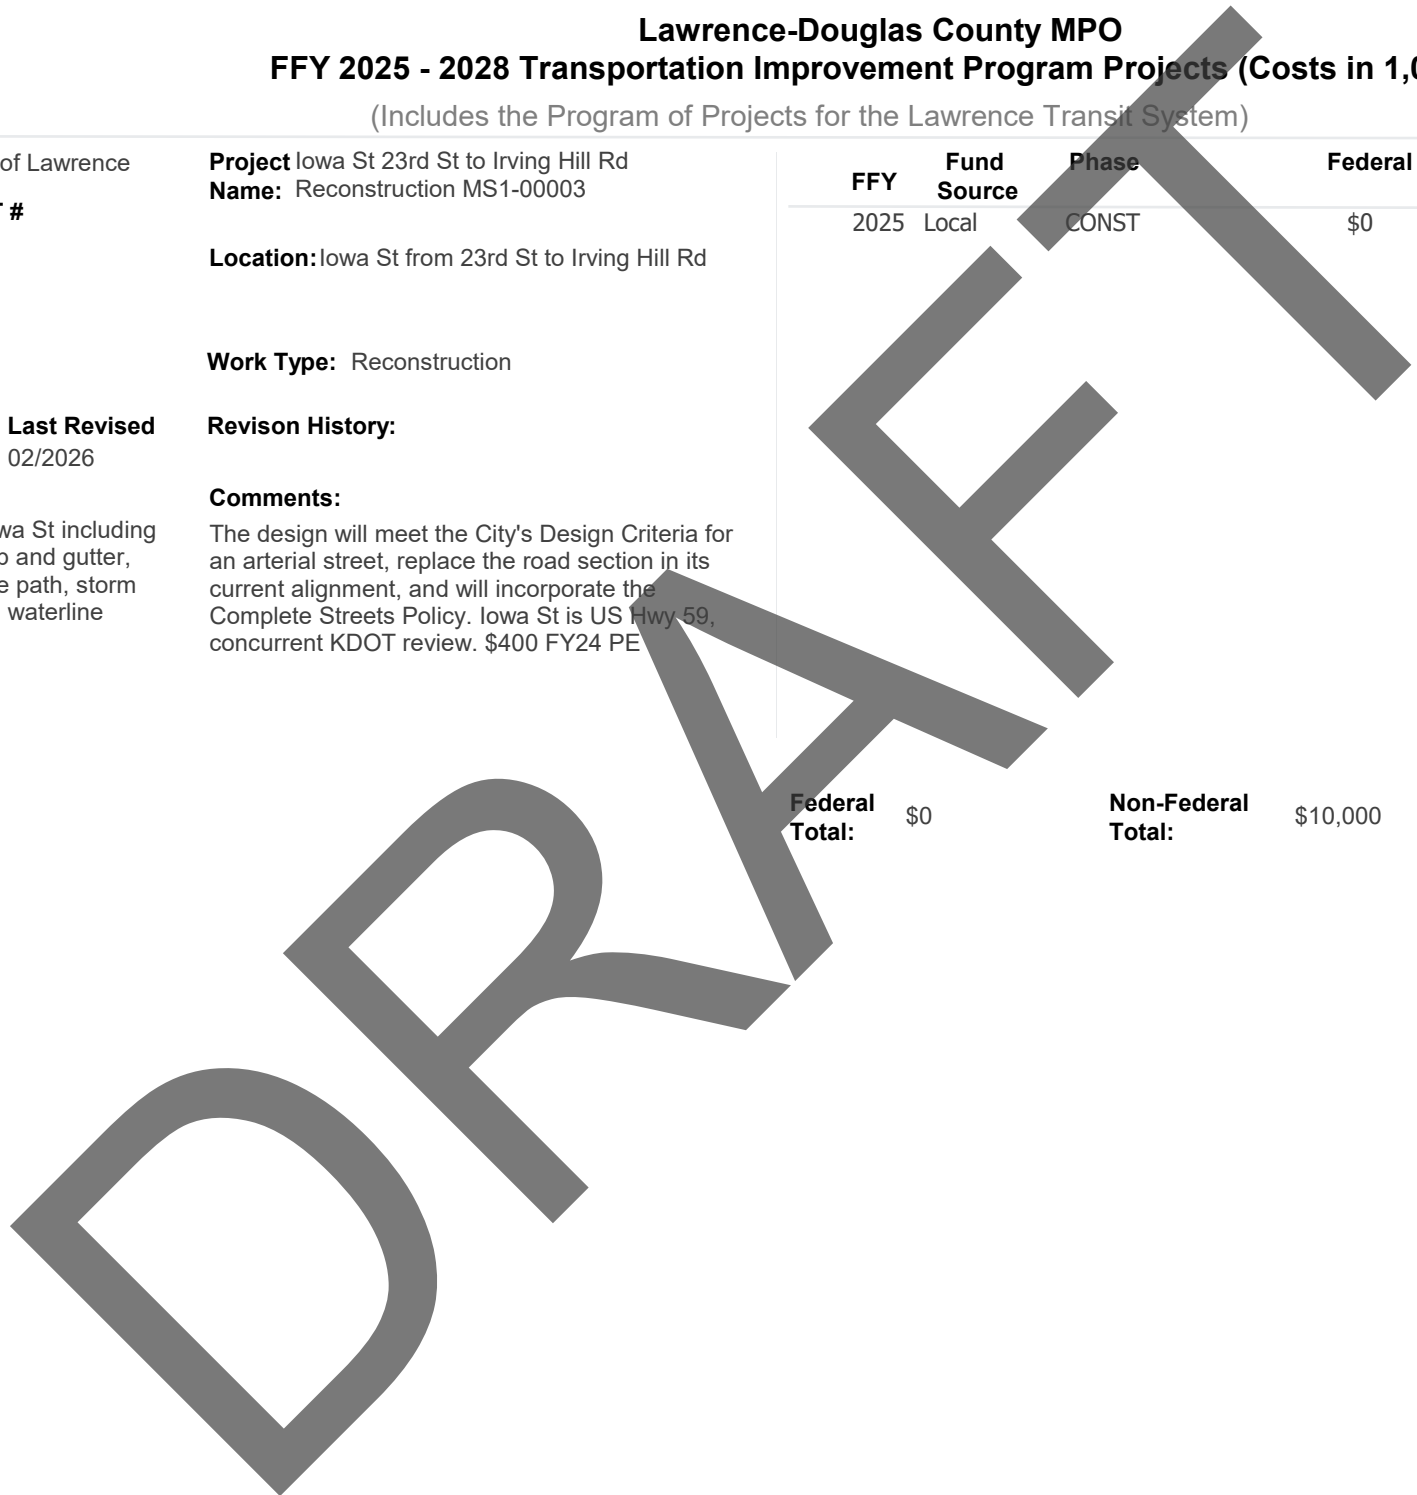 Lawrence-Douglas County MPO
FFY 2025 - 2028 Transportation Improvement Program Projects (Costs in 1,0
(Includes the Program of Projects for the Lawrence Transit System)
of Lawrence
#
Last Revised
02/2026
wa St including
and gutter,
e path, storm
waterline
Project Iowa St 23rd St to Irving Hill Rd
Name: Reconstruction MS1-00003
Location: Iowa St from 23rd St to Irving Hill Rd
Work Type: Reconstruction
Revison History:
Comments:
The design will meet the City's Design Criteria for
an arterial street, replace the road section in its
current alignment, and will incorporate the
Complete Streets Policy. Iowa St is US Hwy 59,
concurrent KDOT review. $400 FY24 PE
FFY Fund Source Phase Federal
2025 Local CONST $0
Federal Total: $0 Non-Federal Total: $10,000
DRAFT